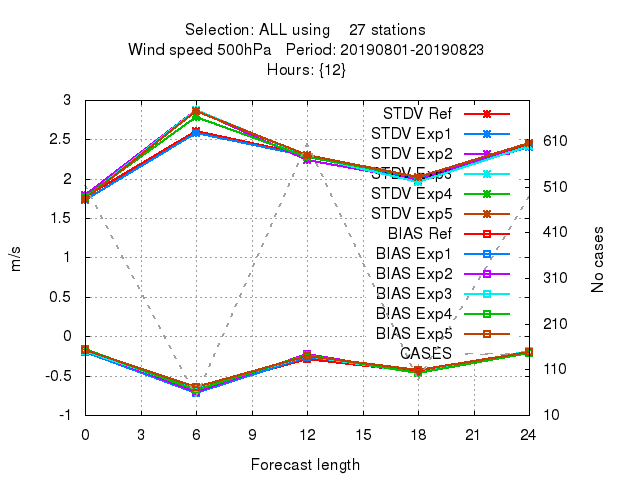 Selection: ALL using    27 stations
Wind speed 500hPa   Period: 20190801-20190823
Hours: {12}
3
2.5
2
1.5
1
0.5
0
-0.5
-1
m/s
STDV Ref
STDV Exp1
STDV Exp2
STDV Exp3
STDV Exp4
STDV Exp5
BIAS Ref
BIAS Exp1
BIAS Exp2
BIAS Exp3
BIAS Exp4
BIAS Exp5
CASES
610
510
410
310
210
110
10
No cases
0 3 6 9 12 15 18 21 24
Forecast length